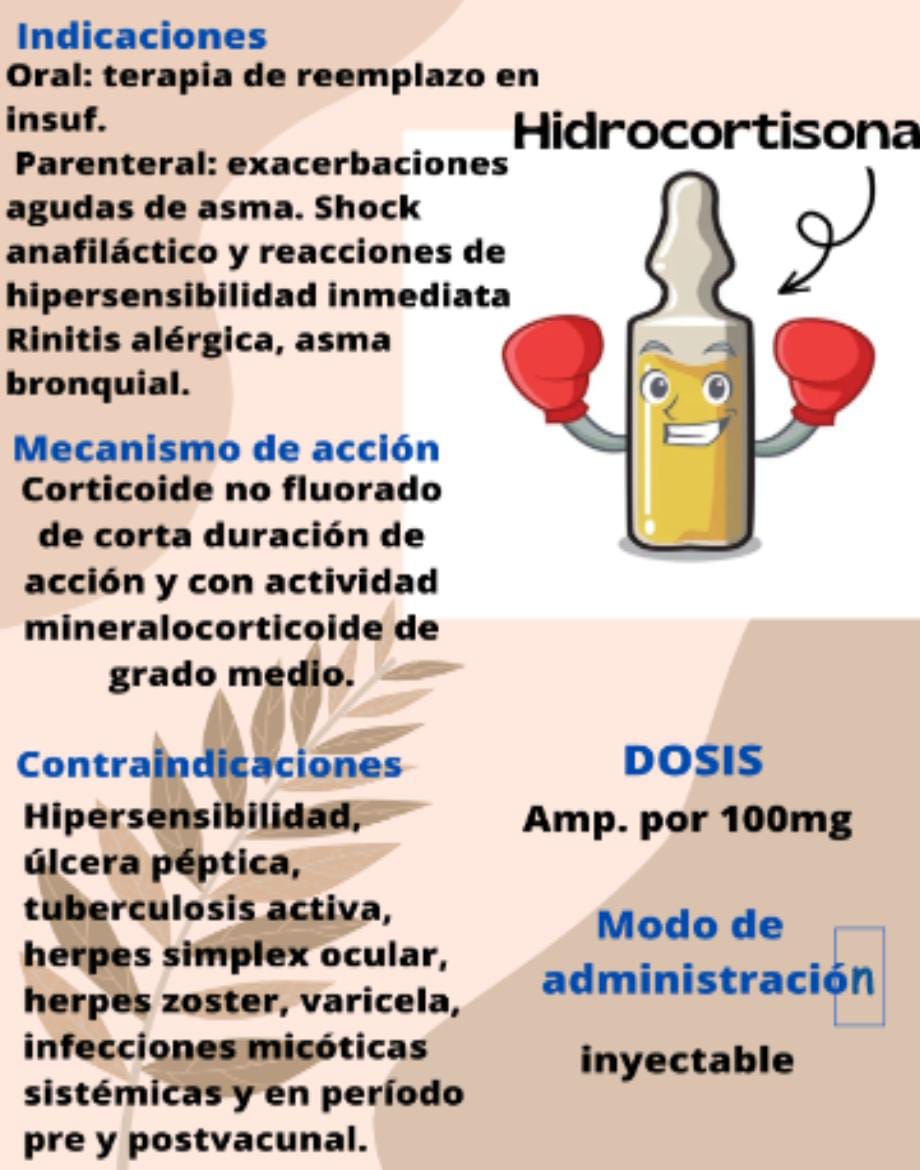 Indicaciones
Oral: terapia de reemplazo en
insuf.
Parenteral: exacerbaciones
agudas de asma. Shock
anafiláctico y reacciones de
hipersensibilidad inmediata
Rinitis alérgica, asma
bronquial.
Hidrocortisona
Mecanismo de acción
Corticoide no fluorado
de corta duración de
acción y con actividad
mineralocorticoide de
grado medio.
Contraindicaciones
Hipersensibilidad,
úlcera péptica,
tuberculosis activa,
herpes simplex ocular,
herpes zoster, varicela,
infecciones micóticas
sistémicas y en período
pre y postvacunal.
DOSIS
Amp. por 100mg
Modo de
administración
inyectable